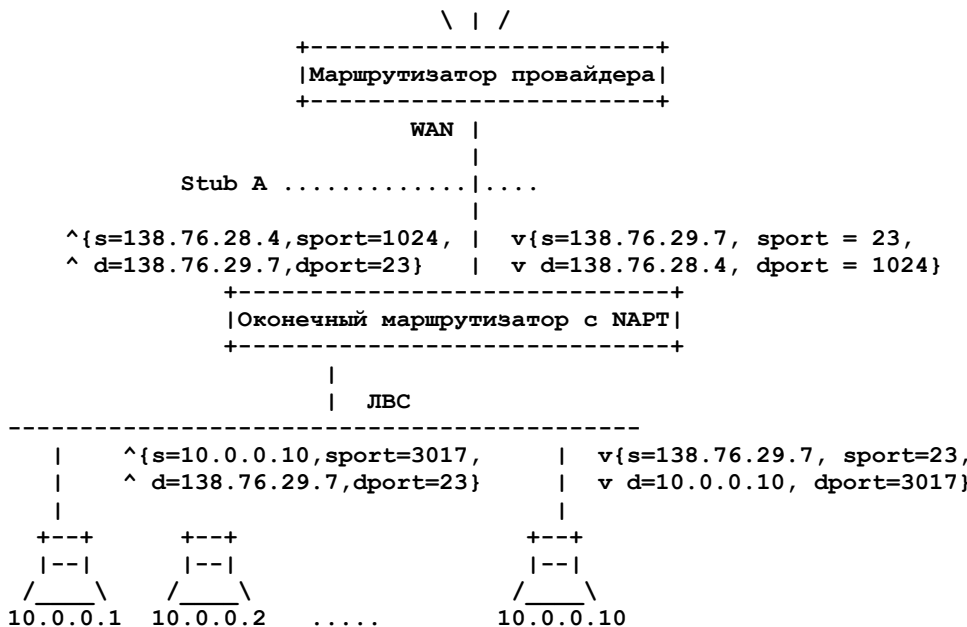 \ | /
+------------------------+
|Маршрутизатор провайдера|
+------------------------+
WAN |
|
Stub A .............|....
|
^{s=138.76.28.4,sport=1024, | v{s=138.76.29.7, sport = 23,
^ d=138.76.29.7,dport=23} | v d=138.76.28.4, dport = 1024}
+------------------------------+
|Оконечный маршрутизатор с NAPT|
+------------------------------+
|
| ЛВС
--------------------------------------------
| ^{s=10.0.0.10,sport=3017, | v{s=138.76.29.7, sport=23,
| ^ d=138.76.29.7,dport=23} | v d=10.0.0.10, dport=3017}
| |
+--+ +--+ +--+
|--| |--| |--|
/____\ /____\ /____\
10.0.0.1 10.0.0.2 ..... 10.0.0.10